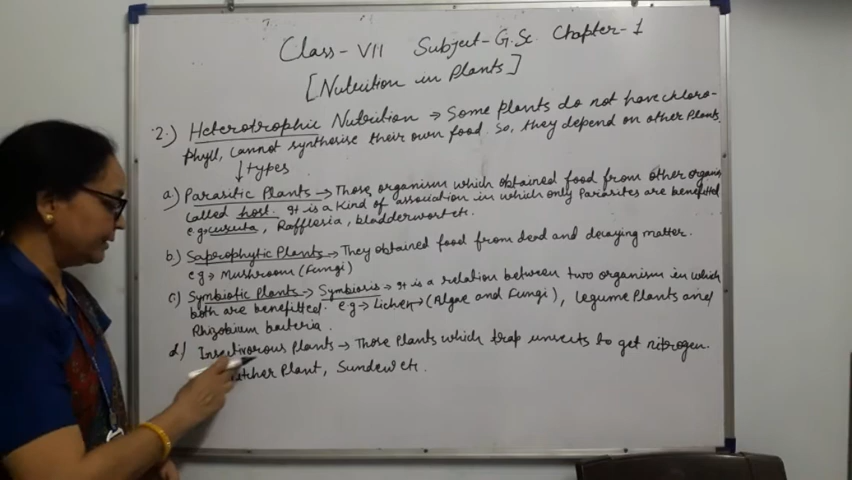 Class-VII Subject-G.Sc. Chapter-1
[Nutrition in Plants]
2.) Heterotrophic Nutrition → Some plants do not have chloro-
phyll, cannot synthesise their own food. So, they depend on other Plants.
↓ types
a) Parasitic Plants → Those organism which obtained food from other organism
called host. It is a kind of association in which only Parasites are benefitted
e.g→ cuscuta, Rafflesia, bladderwort etc.
b) Saprophytic Plants → They obtained food from dead and decaying matter.
eg → Mushroom (Fungi)
c) Symbiotic Plants → Symbiosis → It is a relation between two organism in which
both are benefitted. e.g → Lichen → (Algae and Fungi), legume Plants and
Rhizobium bacteria.
d) Insectivorous Plants → Those Plants which trap insects to get nitrogen.
Plant, Sundew etc.